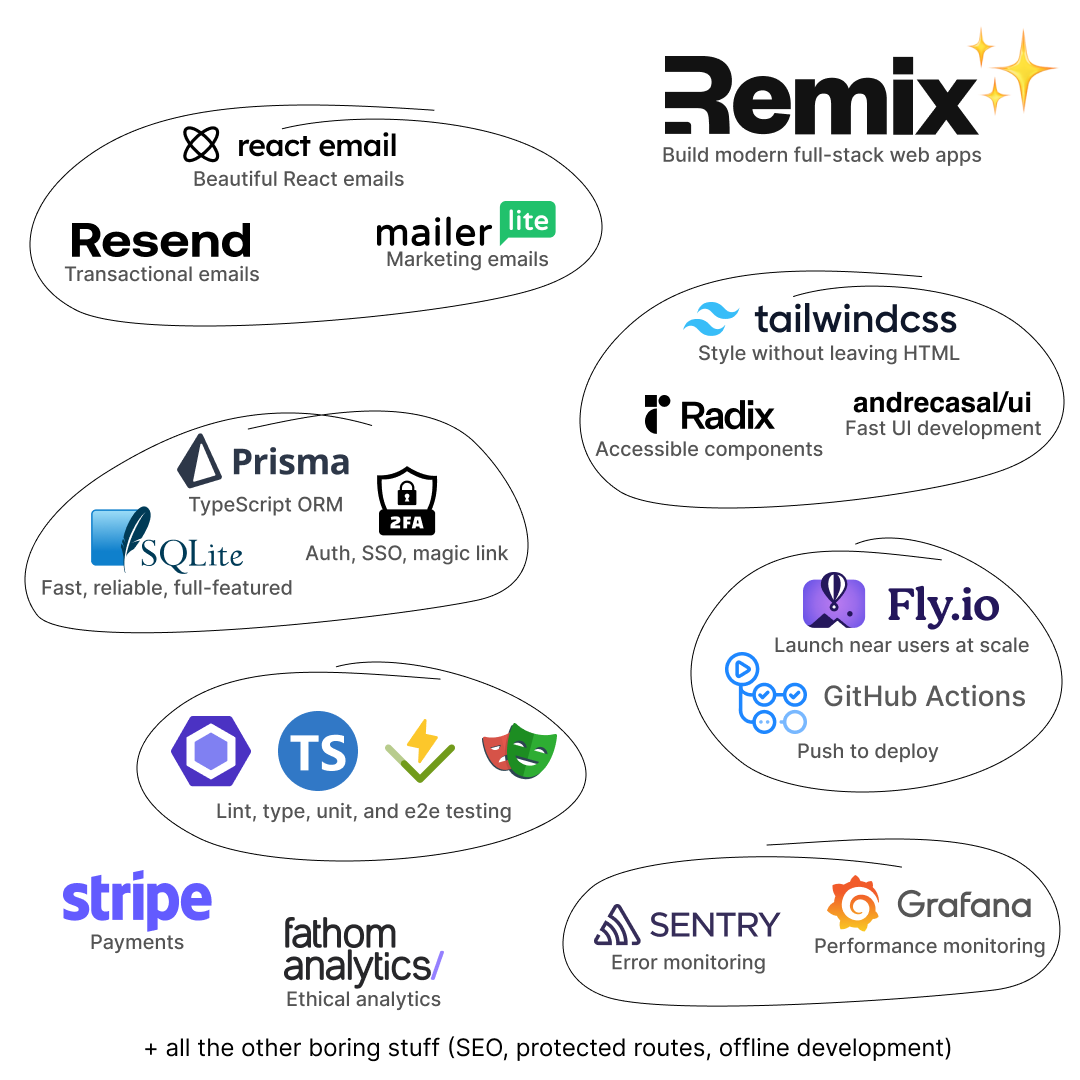 Remix
Build modern full-stack web apps
react email
Beautiful React emails
Resend
Transactional emails
mailer lite
Marketing emails
tailwindcss
Style without leaving HTML
Radix
Accessible components
andrecasal/ui
Fast UI development
Prisma
TypeScript ORM
SQLite
Fast, reliable, full-featured
2FA
Auth, SSO, magic link
Fly.io
Launch near users at scale
GitHub Actions
Push to deploy
TS
Lint, type, unit, and e2e testing
stripe
Payments
fathom
analytics/
Ethical analytics
SENTRY
Error monitoring
Grafana
Performance monitoring
+ all the other boring stuff (SEO, protected routes, offline development)